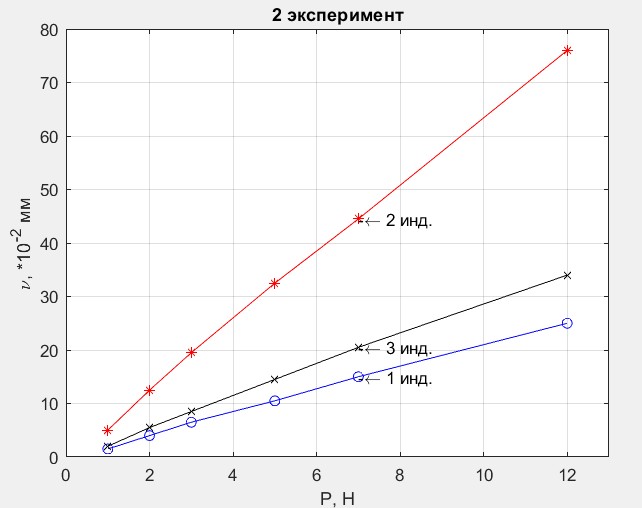 2 эксперимент
80
70
60
50
40
30
20
10
0
ν, *10⁻² мм
← 2 инд.
← 3 инд.
← 1 инд.
0 2 4 6 8 10 12
P, Н